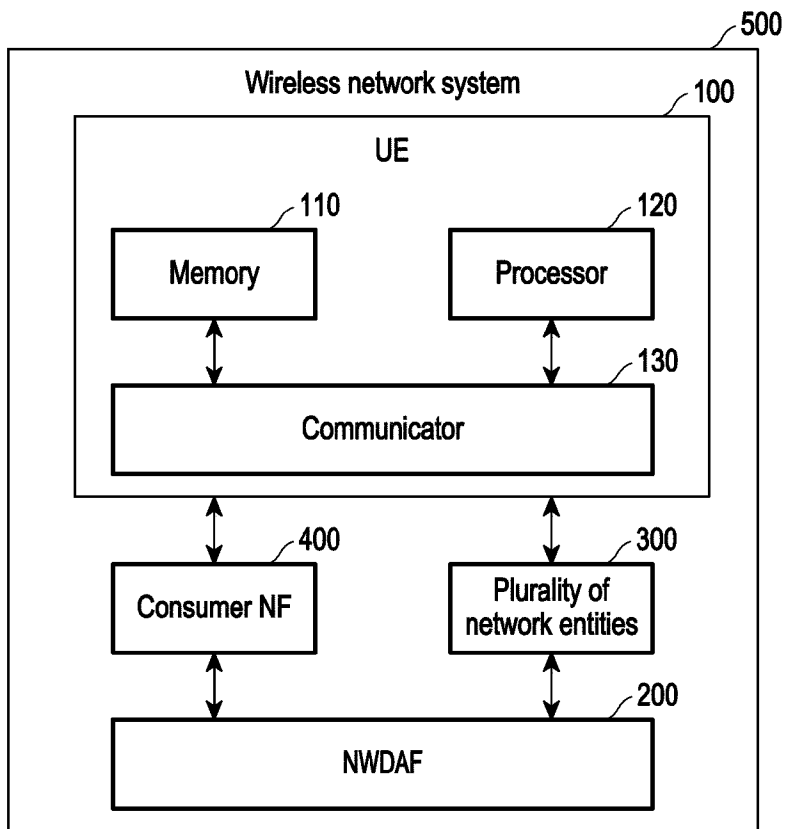 500
Wireless network system
100
UE
110
120
Memory
Processor
130
Communicator
400
300
Consumer NF
Plurality of
network entities
200
NWDAF